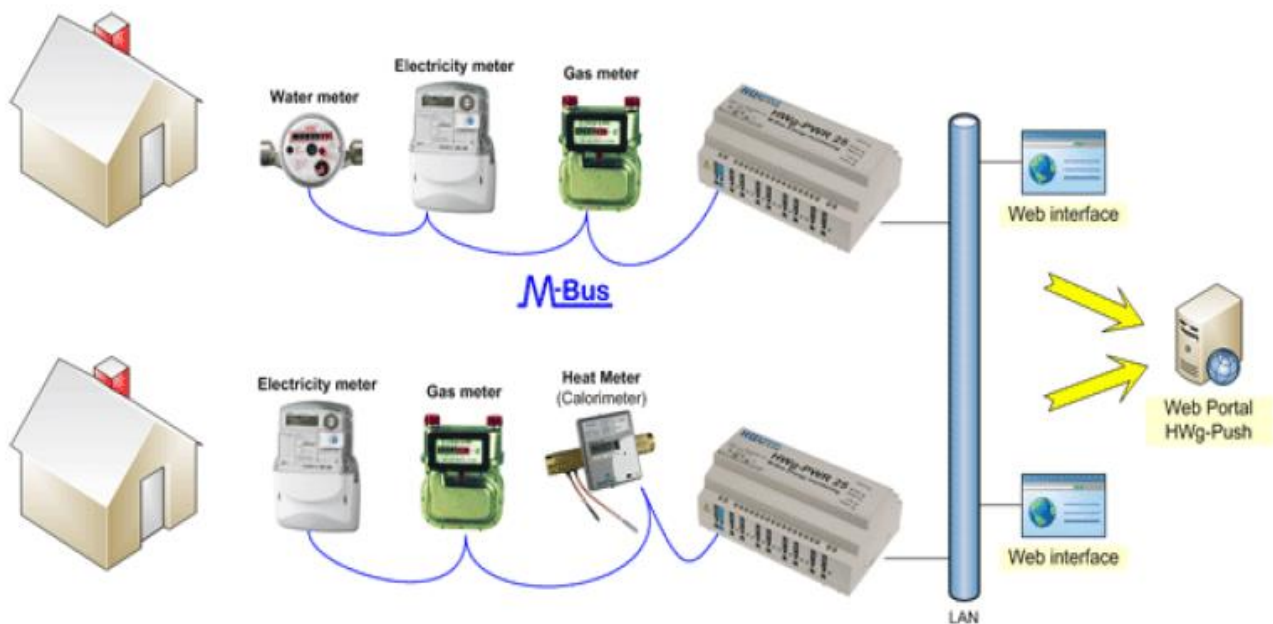 Electricity meter
Gas meter
Water meter
HWg-PWR 25
M-Bus
Web interface
Electricity meter
Gas meter
Heat Meter
(Calorimeter)
HWg-PWR 25
Web Portal
HWg-Push
Web interface
LAN